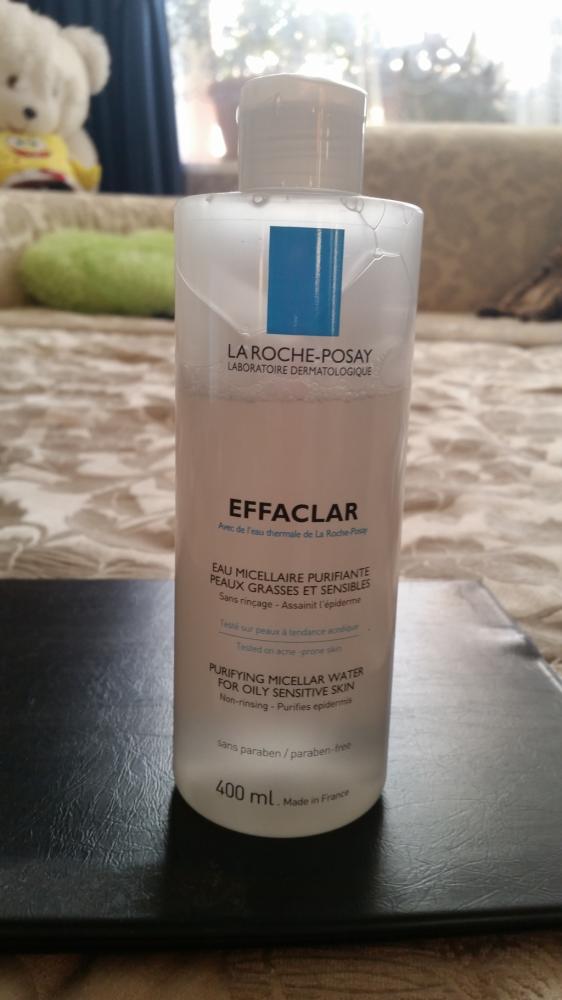 LA ROCHE-POSAY
LABORATOIRE DERMATOLOGIQUE
EFFACLAR
Avec de l'eau thermale de La Roche-Posay
EAU MICELLAIRE PURIFIANTE
PEAUX GRASSES ET SENSIBLES
Sans rinçage - Assainit l'épiderme
Testé sur peaux à tendance acnéique
Tested on acne -prone skin
PURIFYING MICELLAR WATER
FOR OILY SENSITIVE SKIN
Non-rinsing - Purifies epidermis
sans paraben / paraben-free
400 ml. Made in France